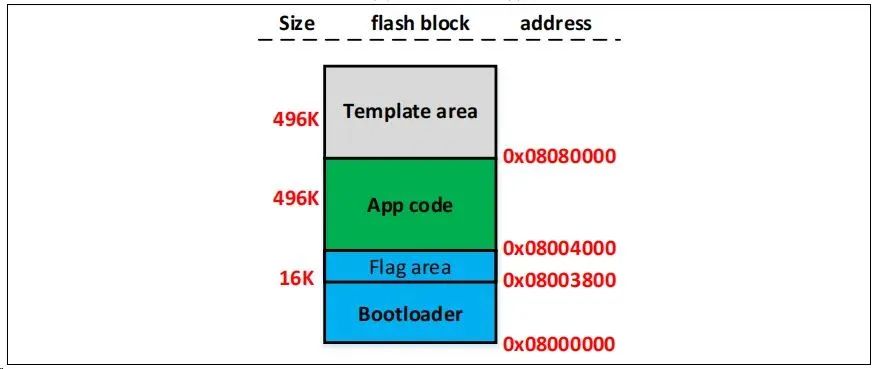 Size flash block address
496K Template area
0x08080000
496K App code
0x08004000
Flag area
16K 0x08003800
Bootloader
0x08000000